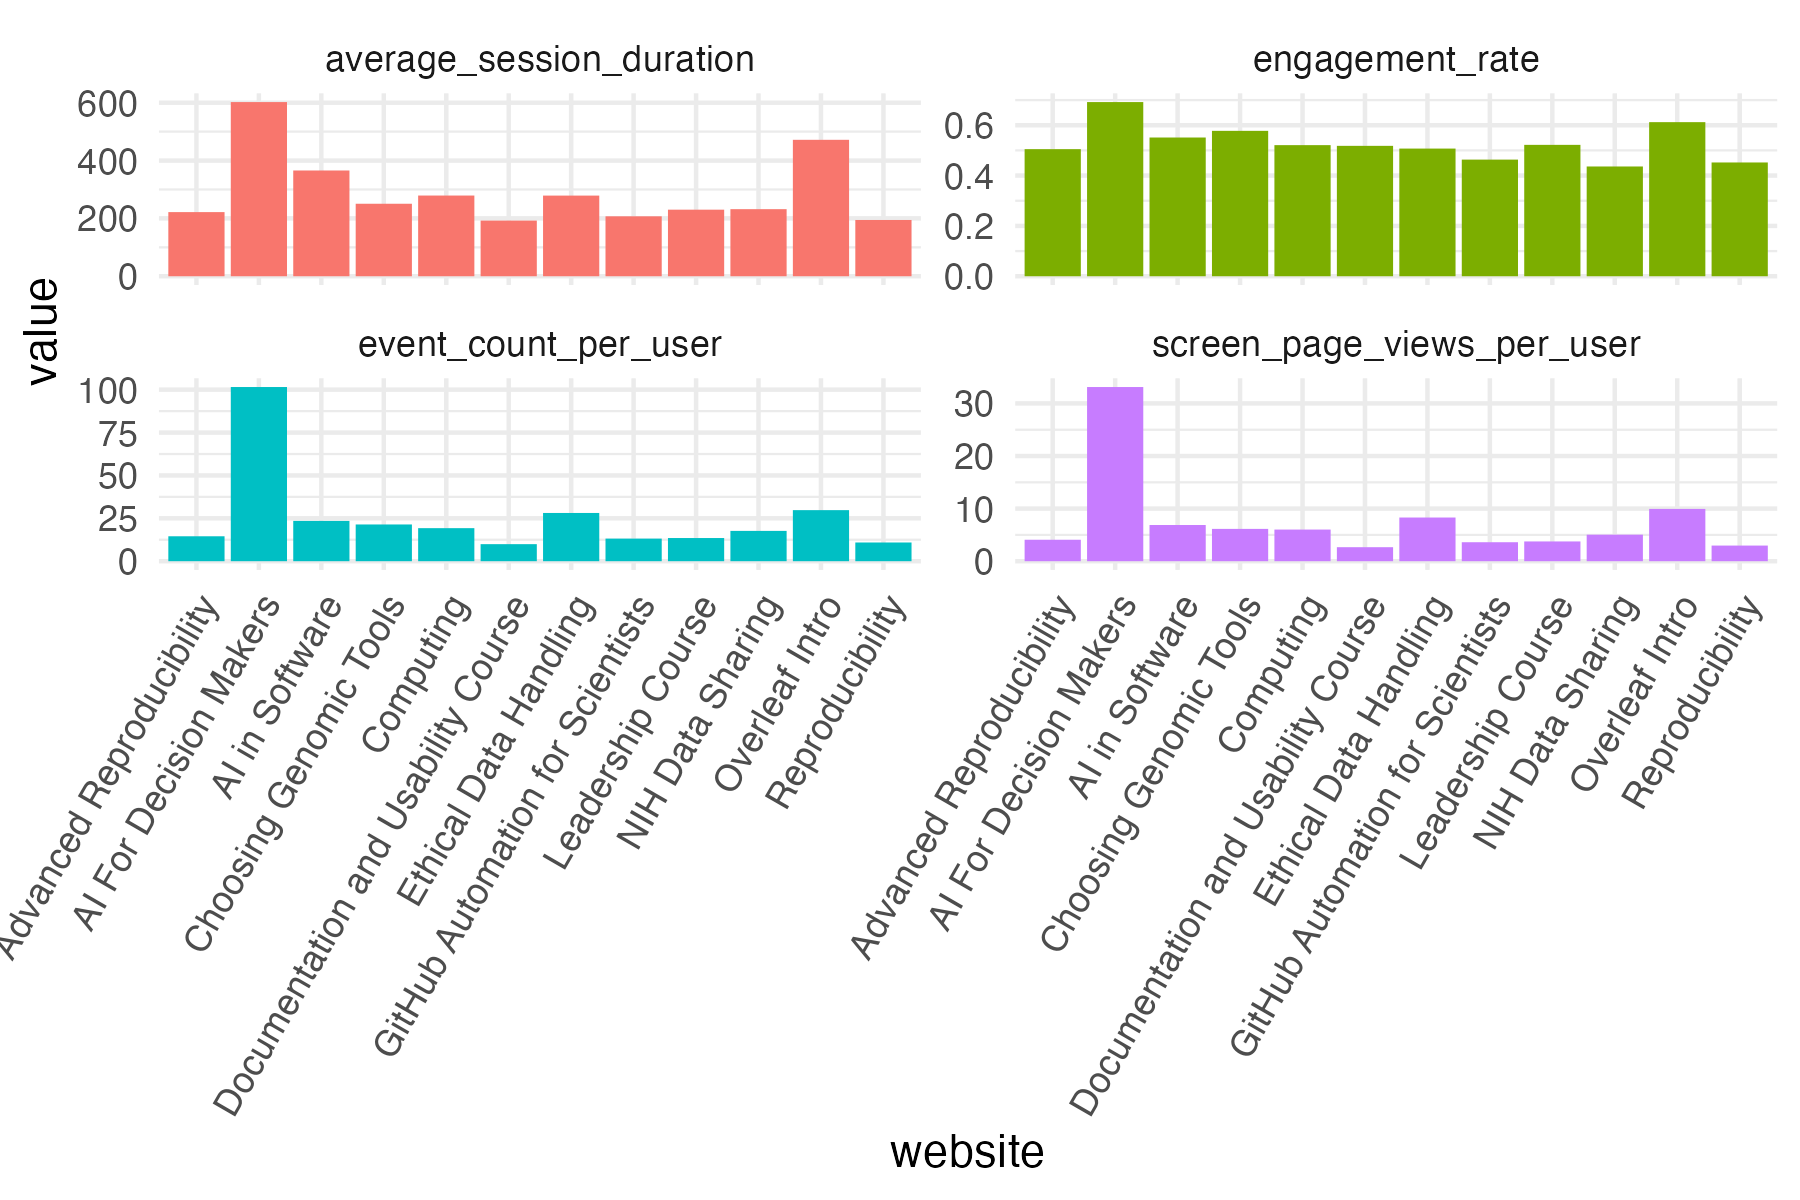 average_session_duration
engagement_rate
600
400
200
0
0.6
0.4
0.2
0.0
value
event_count_per_user
screen_page_views_per_user
100
75
50
25
0
30
20
10
0
Advanced Reproducibility
AI For Decision Makers
AI in Software
Choosing Genomic Tools
Computing
Documentation and Usability Course
Ethical Data Handling
GitHub Automation for Scientists
Leadership Course
NIH Data Sharing
Overleaf Intro
Reproducibility
Advanced Reproducibility
AI For Decision Makers
AI in Software
Choosing Genomic Tools
Computing
Documentation and Usability Course
Ethical Data Handling
GitHub Automation for Scientists
Leadership Course
NIH Data Sharing
Overleaf Intro
Reproducibility
website